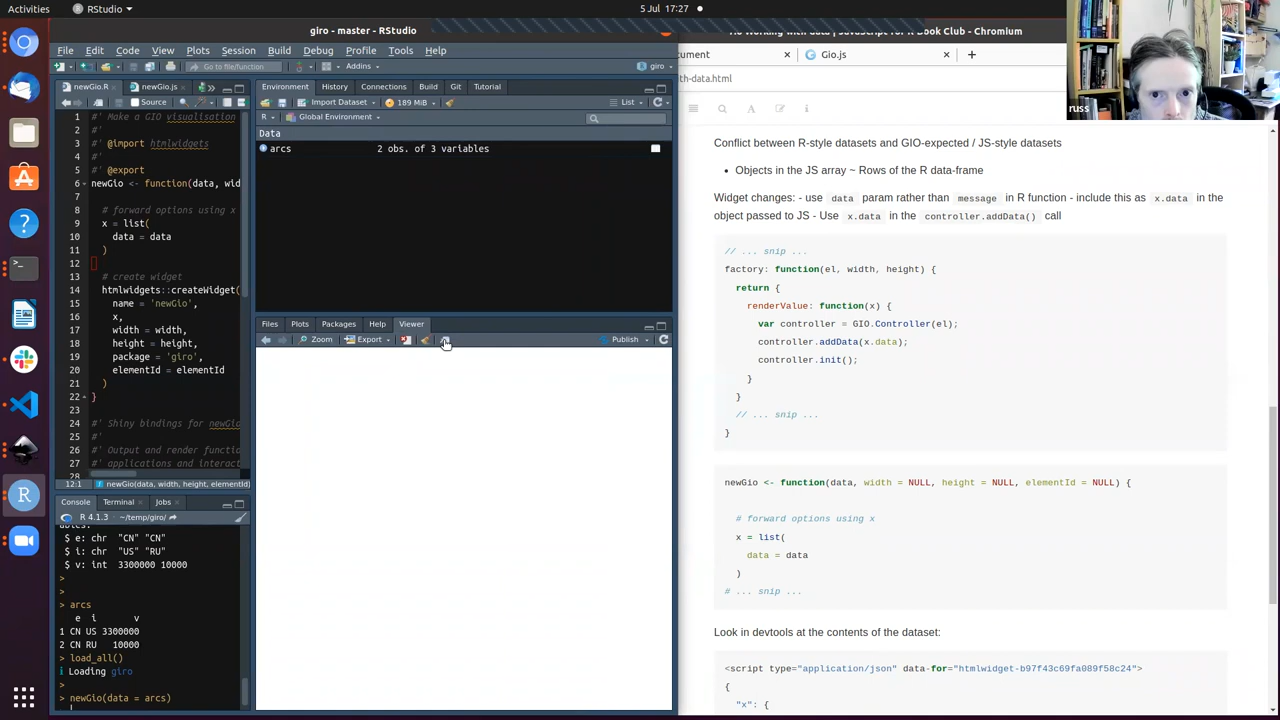 Activities
RStudio
5 Jul 17:27
giro - master - RStudio
File Edit Code View Plots Session Build Debug Profile Tools Help
Go to file/function
Addins
giro
newGio.R
newGio.js
Source
1 #' Make a GIO visualisation
2 #'
3 #' @import htmlwidgets
4 #'
5 #' @export
6 newGio <- function(data, wid
7
8 # forward options using x
9 x = list(
10 data = data
11 )
12
13 # create widget
14 htmlwidgets::createWidget(
15 name = 'newGio',
16 x,
17 width = width,
18 height = height,
19 package = 'giro',
20 elementId = elementId
21 )
22 }
23
24 #' Shiny bindings for newGio
25 #'
26 #' Output and render functio
27 #' applications and interact
28
12:1 newGio(data, width, height, elementId)
Console Terminal Jobs
R 4.1.3 · ~/temp/giro/
$ e: chr "CN" "CN"
$ i: chr "US" "RU"
$ v: int 3300000 10000
>
>
> arcs
e i v
1 CN US 3300000
2 CN RU 10000
> load_all()
i Loading giro
>
> newGio(data = arcs)
Environment History Connections Build Git Tutorial
Import Dataset 189 MiB List
R Global Environment
Data
arcs 2 obs. of 3 variables
Files Plots Packages Help Viewer
Zoom Export Publish
JavaScript for R Book Club - Chromium
Gio.js
th-data.html
russ
Conflict between R-style datasets and GIO-expected / JS-style datasets
• Objects in the JS array ~ Rows of the R data-frame
Widget changes: - use data param rather than message in R function - include this as x.data in the
object passed to JS - Use x.data in the controller.addData() call
// ... snip ...
factory: function(el, width, height) {
return {
renderValue: function(x) {
var controller = GIO.Controller(el);
controller.addData(x.data);
controller.init();
}
}
// ... snip ...
}
newGio <- function(data, width = NULL, height = NULL, elementId = NULL) {
# forward options using x
x = list(
data = data
)
# ... snip ...
Look in devtools at the contents of the dataset:
<script type="application/json" data-for="htmlwidget-b97f43c69fa089f58c24">
{
"x": {